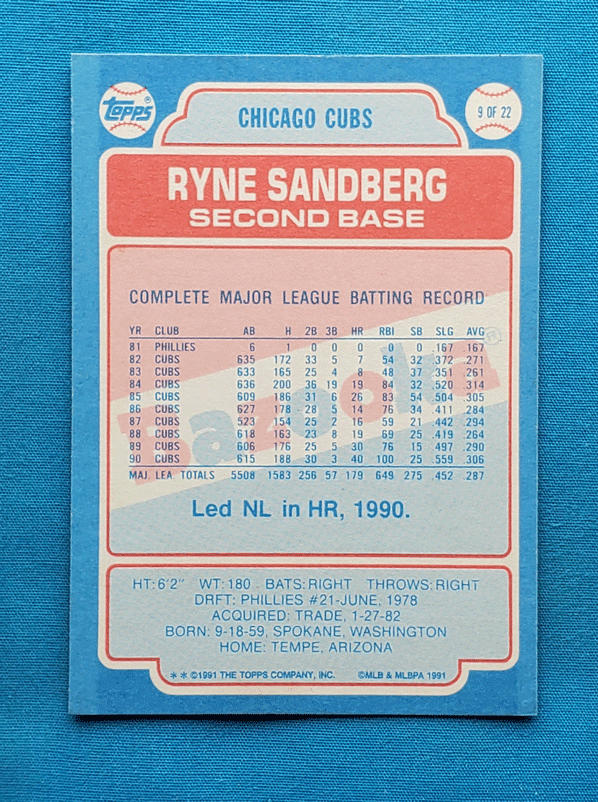 topps® CHICAGO CUBS 9 OF 22
RYNE SANDBERG
SECOND BASE
COMPLETE MAJOR LEAGUE BATTING RECORD
YR CLUB AB H 2B 3B HR RBI SB SLG AVG
81 PHILLIES 6 1 0 0 0 0 0 .167 .167
82 CUBS 635 172 33 5 7 54 32 .372 .271
83 CUBS 633 165 25 4 8 48 37 .351 .261
84 CUBS 636 200 36 19 19 84 32 .520 .314
85 CUBS 609 186 31 6 26 83 54 .504 .305
86 CUBS 627 178 28 5 14 76 34 .411 .284
87 CUBS 523 154 25 2 16 59 21 .442 .294
88 CUBS 618 163 23 8 19 69 25 .419 .264
89 CUBS 606 176 25 5 30 76 15 .497 .290
90 CUBS 615 188 30 3 40 100 25 .559 .306
MAJ. LEA. TOTALS 5508 1583 256 57 179 649 275 .452 .287
Bazooka®
Led NL in HR, 1990.
HT: 6'2" WT: 180 BATS: RIGHT THROWS: RIGHT
DRFT: PHILLIES #21-JUNE, 1978
ACQUIRED: TRADE, 1-27-82
BORN: 9-18-59, SPOKANE, WASHINGTON
HOME: TEMPE, ARIZONA
**©1991 THE TOPPS COMPANY, INC. ©MLB & MLBPA 1991